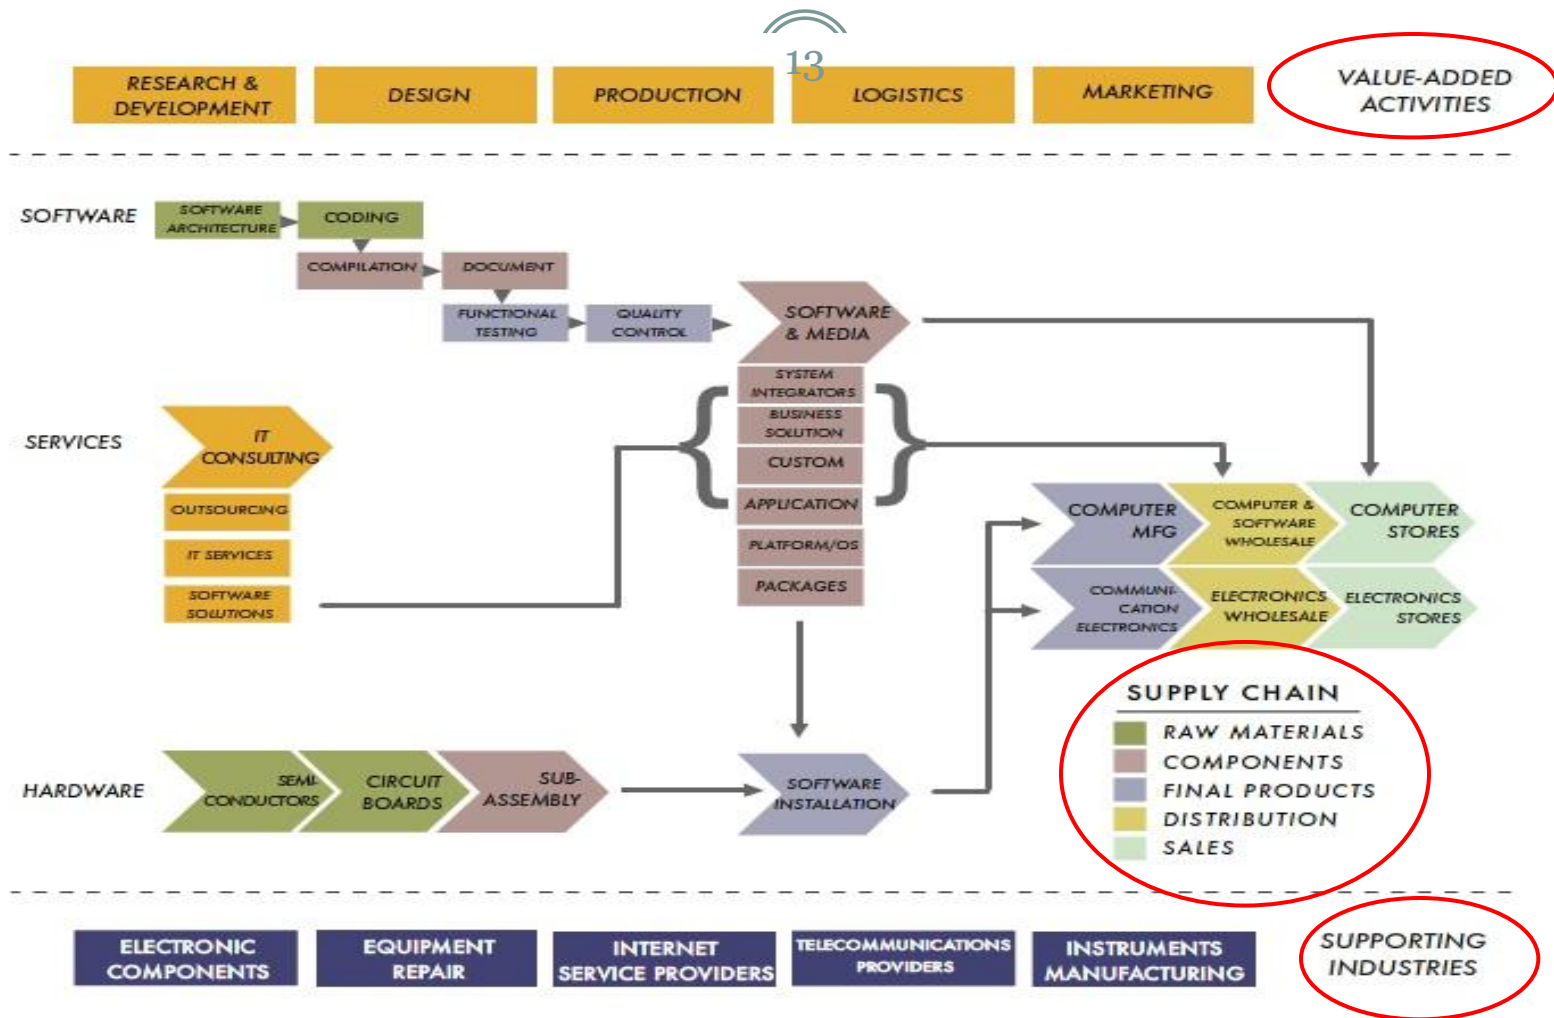 13
RESEARCH &
DEVELOPMENT
DESIGN
PRODUCTION
LOGISTICS
MARKETING
VALUE-ADDED
ACTIVITIES
SOFTWARE
SOFTWARE
ARCHITECTURE
CODING
COMPILATION
DOCUMENT
FUNCTIONAL
TESTING
QUALITY
CONTROL
SOFTWARE
& MEDIA
SYSTEM
INTEGRATORS
BUSINESS
SOLUTION
CUSTOM
APPLICATION
PLATFORM/OS
PACKAGES
SERVICES
IT
CONSULTING
OUTSOURCING
IT SERVICES
SOFTWARE
SOLUTIONS
COMPUTER
MFG
COMPUTER &
SOFTWARE
WHOLESALE
COMPUTER
STORES
COMMUNI-
CATION
ELECTRONICS
ELECTRONICS
WHOLESALE
ELECTRONICS
STORES
HARDWARE
SEMI-
CONDUCTORS
CIRCUIT
BOARDS
SUB-
ASSEMBLY
SOFTWARE
INSTALLATION
SUPPLY CHAIN
RAW MATERIALS
COMPONENTS
FINAL PRODUCTS
DISTRIBUTION
SALES
ELECTRONIC
COMPONENTS
EQUIPMENT
REPAIR
INTERNET
SERVICE PROVIDERS
TELECOMMUNICATIONS
PROVIDERS
INSTRUMENTS
MANUFACTURING
SUPPORTING
INDUSTRIES